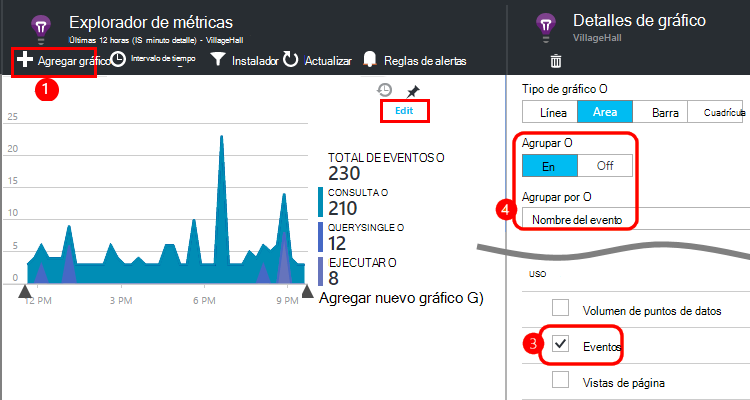 Explorador de métricas
Últimas 12 horas (IS minuto detalle) - VillageHall
Agregar gráfico
Intervalo de tiempo
Instalador
Actualizar
Reglas de alertas
1
Edit
25
20
15
10
5
0
12 PM
3 PM
6 PM
9 PM
TOTAL DE EVENTOS O
230
CONSULTA O
210
QUERYSINGLE O
12
EJECUTAR O
8
Agregar nuevo gráfico G)
Detalles de gráfico
VillageHall
Tipo de gráfico O
Línea
Área
Barra
Cuadrícula
Agrupar O
En
Off
Agrupar por O
4
Nombre del evento
USO
Volumen de puntos de datos
3
Eventos
Vistas de página